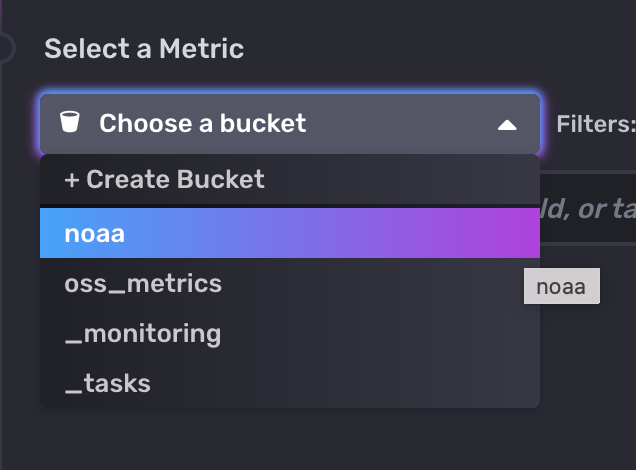 Select a Metric
Choose a bucket
Filters:
+ Create Bucket
ld, or ta
noaa
oss_metrics
noaa
_monitoring
_tasks